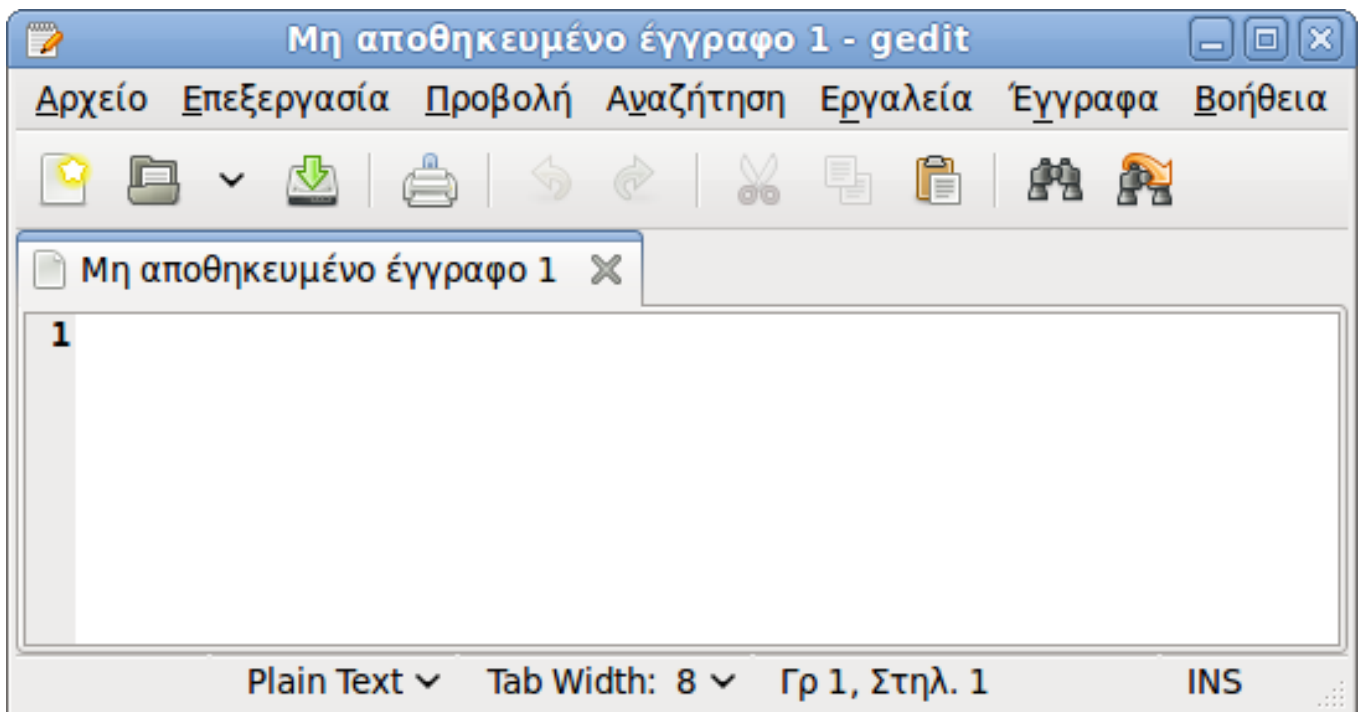 Μη αποθηκευμένο έγγραφο 1 - gedit
Αρχείο Επεξεργασία Προβολή Αναζήτηση Εργαλεία Έγγραφα Βοήθεια
Μη αποθηκευμένο έγγραφο 1
1
Plain Text Tab Width: 8 Γρ 1, Στηλ. 1 INS